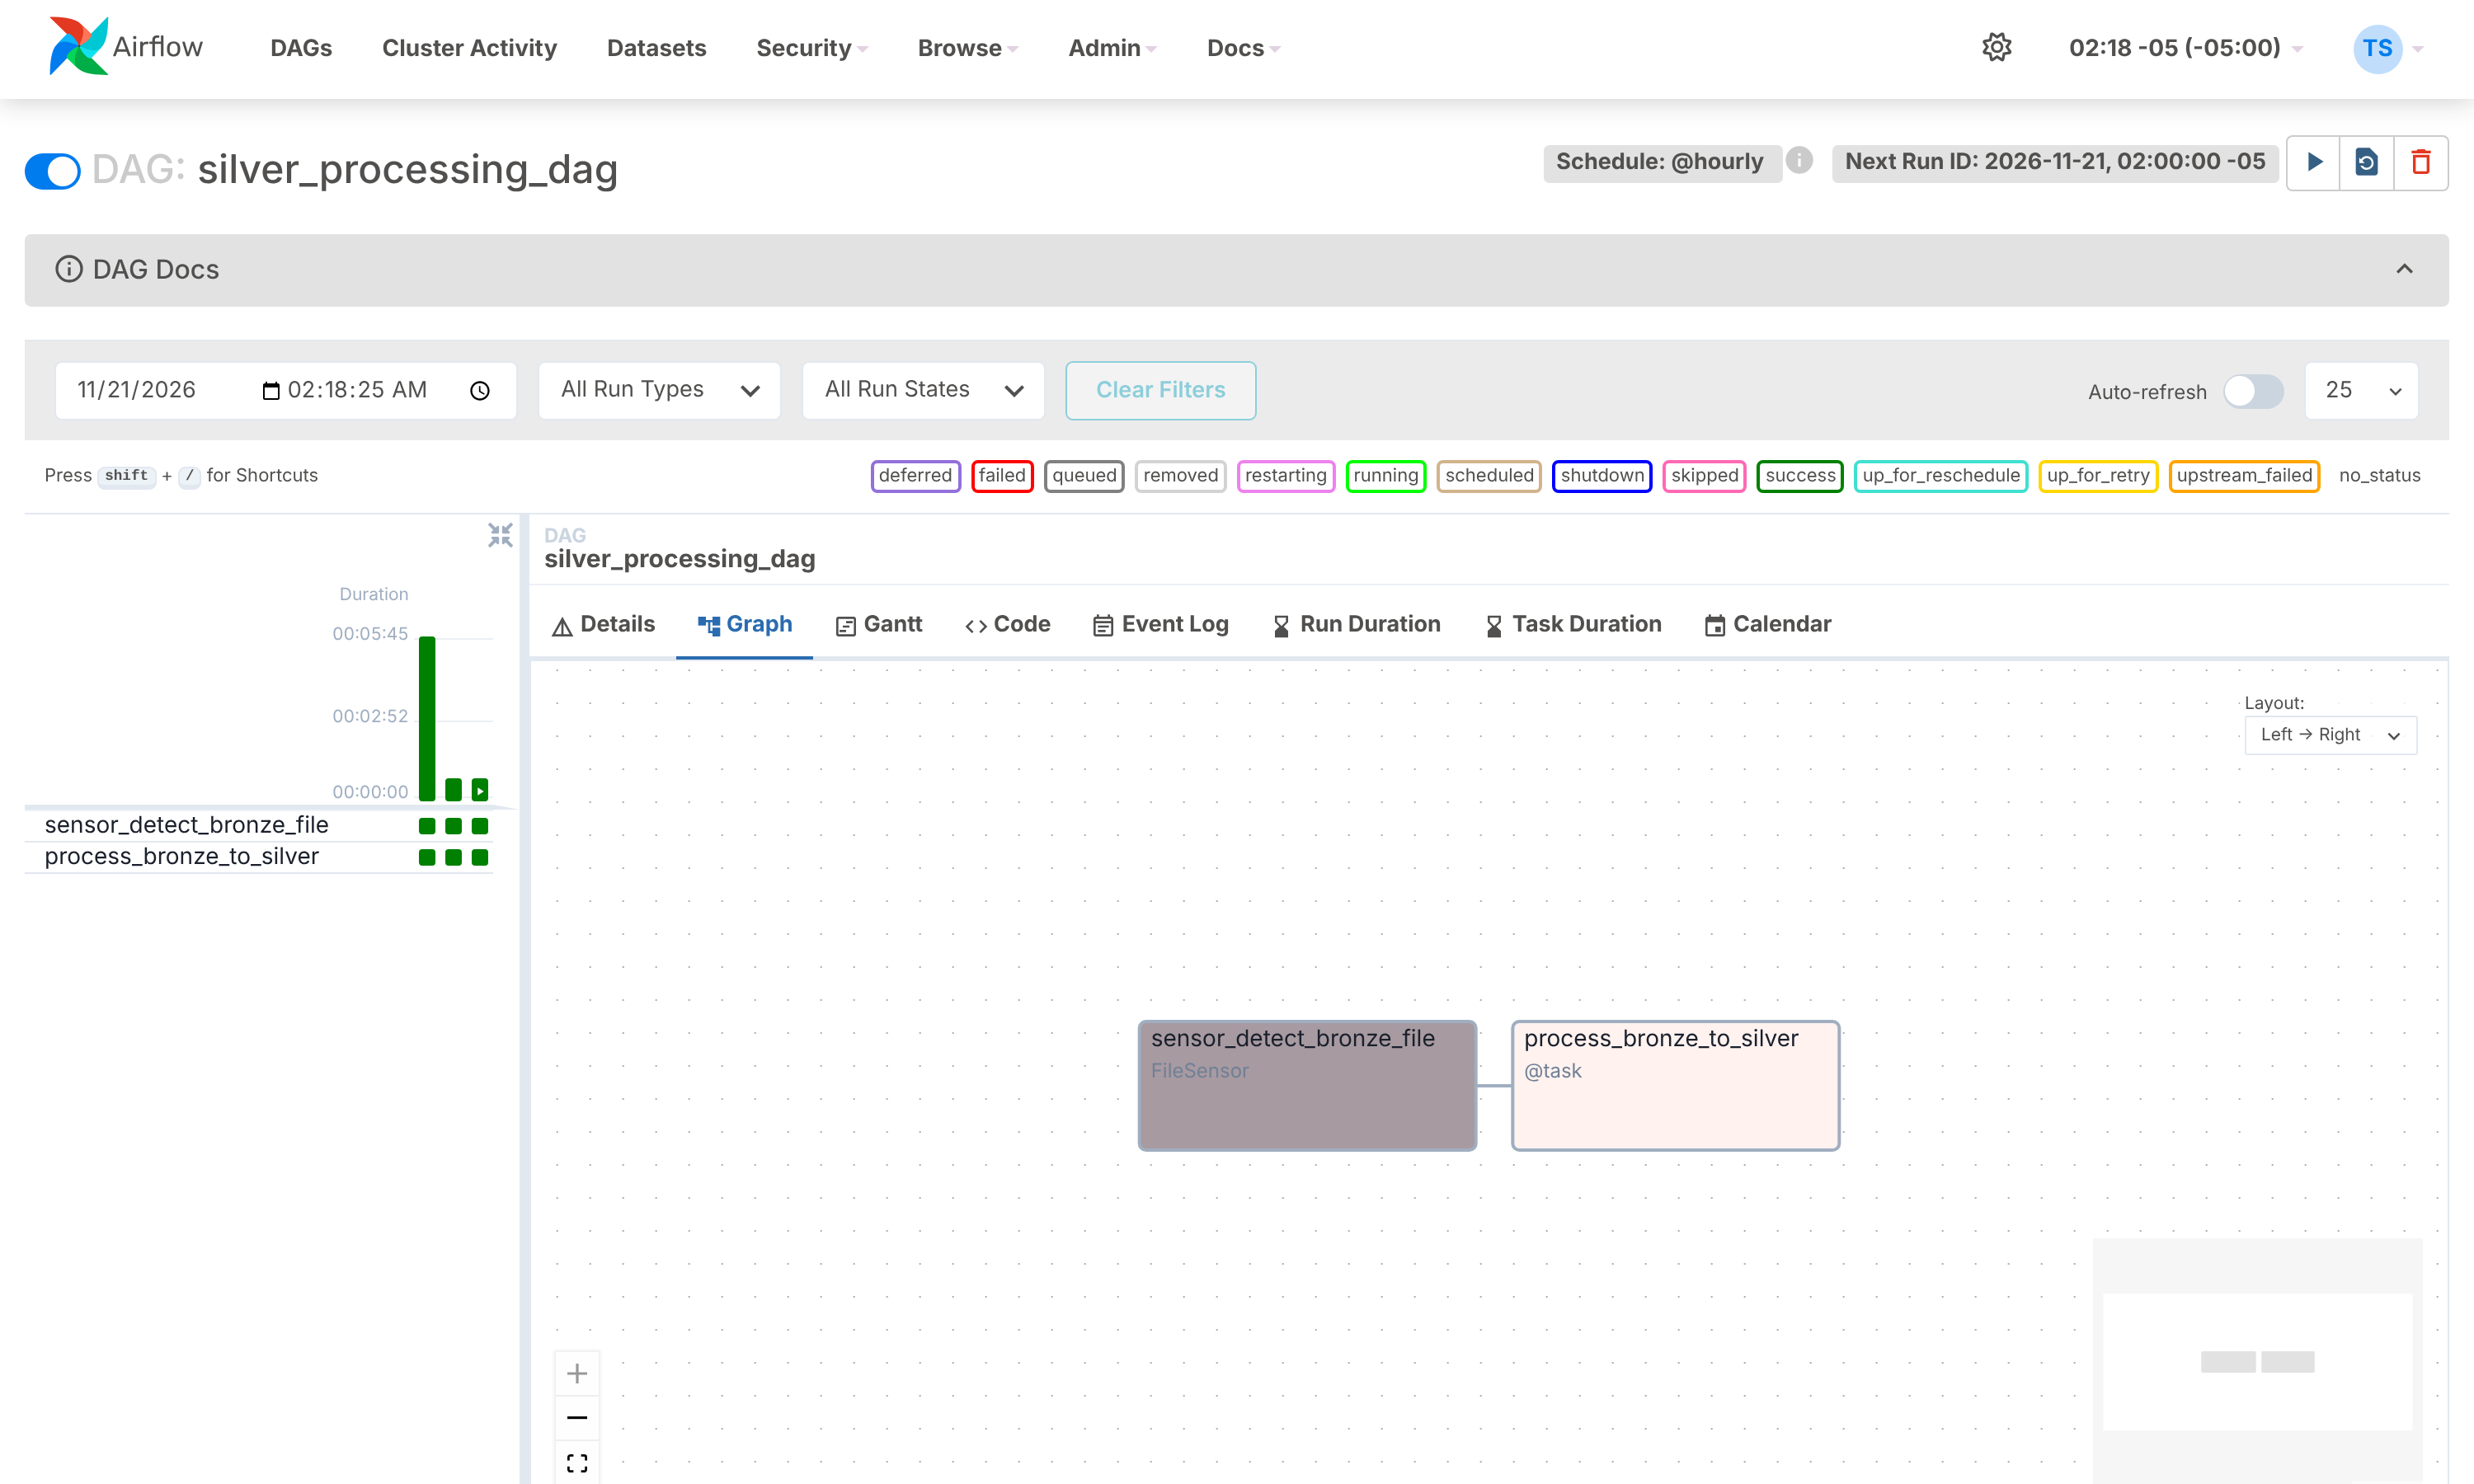 Airflow
DAGs
Cluster Activity
Datasets
Security
Browse
Admin
Docs
02:18 -05 (-05:00)
TS
DAG: silver_processing_dag
Schedule: @hourly
i
Next Run ID: 2026-11-21, 02:00:00 -05
DAG Docs
11/21/2026
02:18:25 AM
All Run Types
All Run States
Clear Filters
Auto-refresh
25
Press shift + / for Shortcuts
deferred
failed
queued
removed
restarting
running
scheduled
shutdown
skipped
success
up_for_reschedule
up_for_retry
upstream_failed
no_status
Duration
00:05:45
00:02:52
00:00:00
sensor_detect_bronze_file
process_bronze_to_silver
DAG
silver_processing_dag
Details
Graph
Gantt
Code
Event Log
Run Duration
Task Duration
Calendar
Layout:
Left → Right
sensor_detect_bronze_file
FileSensor
process_bronze_to_silver
@task